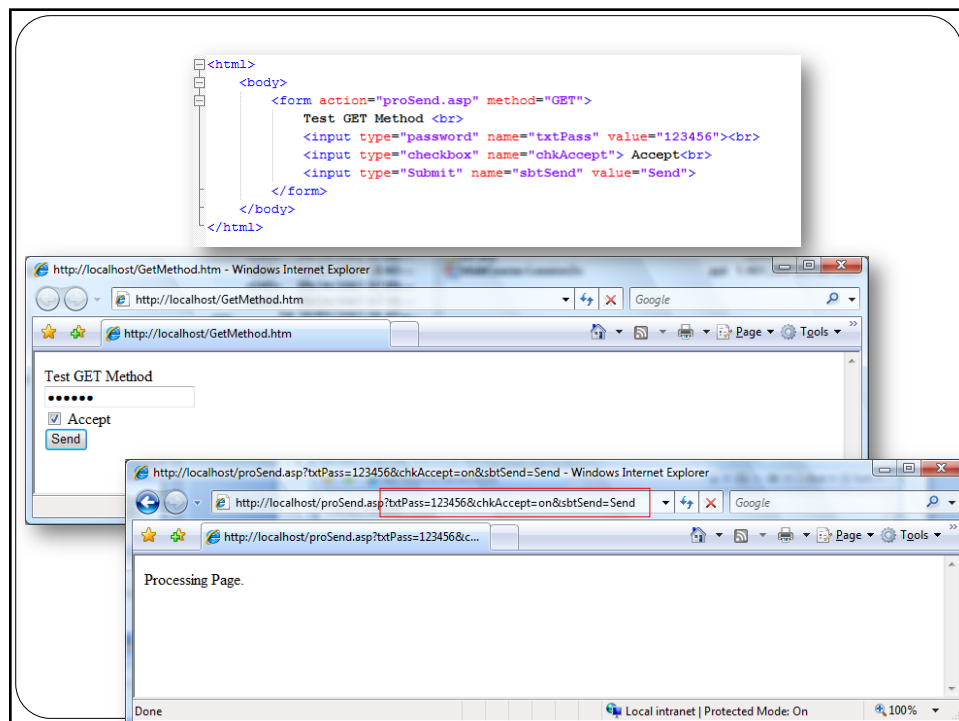 <html>
<body>
<form action="proSend.asp" method="GET">
Test GET Method <br>
<input type="password" name="txtPass" value="123456"><br>
<input type="checkbox" name="chkAccept"> Accept<br>
<input type="Submit" name="sbtSend" value="Send">
</form>
</body>
</html>
http://localhost/GetMethod.htm - Windows Internet Explorer
http://localhost/GetMethod.htm
Google
http://localhost/GetMethod.htm
Page
Tools
Test GET Method
••••••
Accept
Send
http://localhost/proSend.asp?txtPass=123456&chkAccept=on&sbtSend=Send - Windows Internet Explorer
http://localhost/proSend.asp?txtPass=123456&chkAccept=on&sbtSend=Send
Google
http://localhost/proSend.asp?txtPass=123456&c...
Page
Tools
Processing Page.
Done
Local intranet | Protected Mode: On
100%